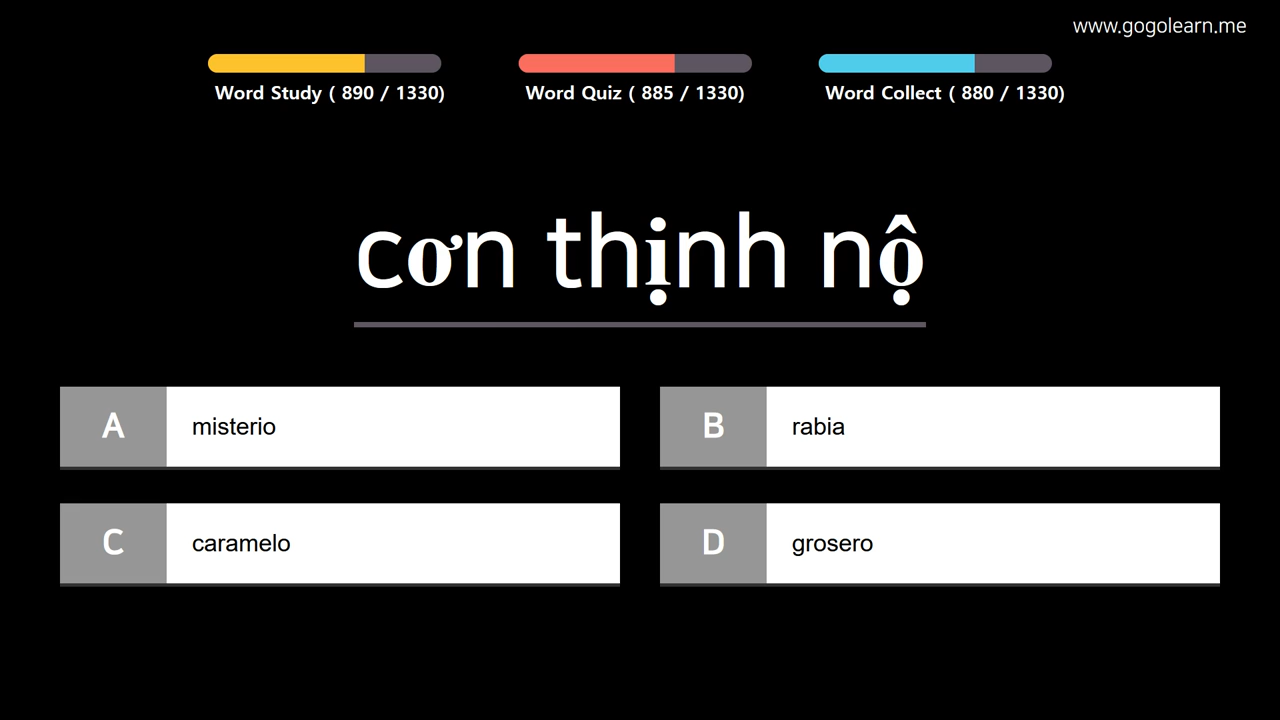 www.gogolearn.me
Word Study ( 890 / 1330)
Word Quiz ( 885 / 1330)
Word Collect ( 880 / 1330)
cơn thịnh nộ
A misterio
B rabia
C caramelo
D grosero